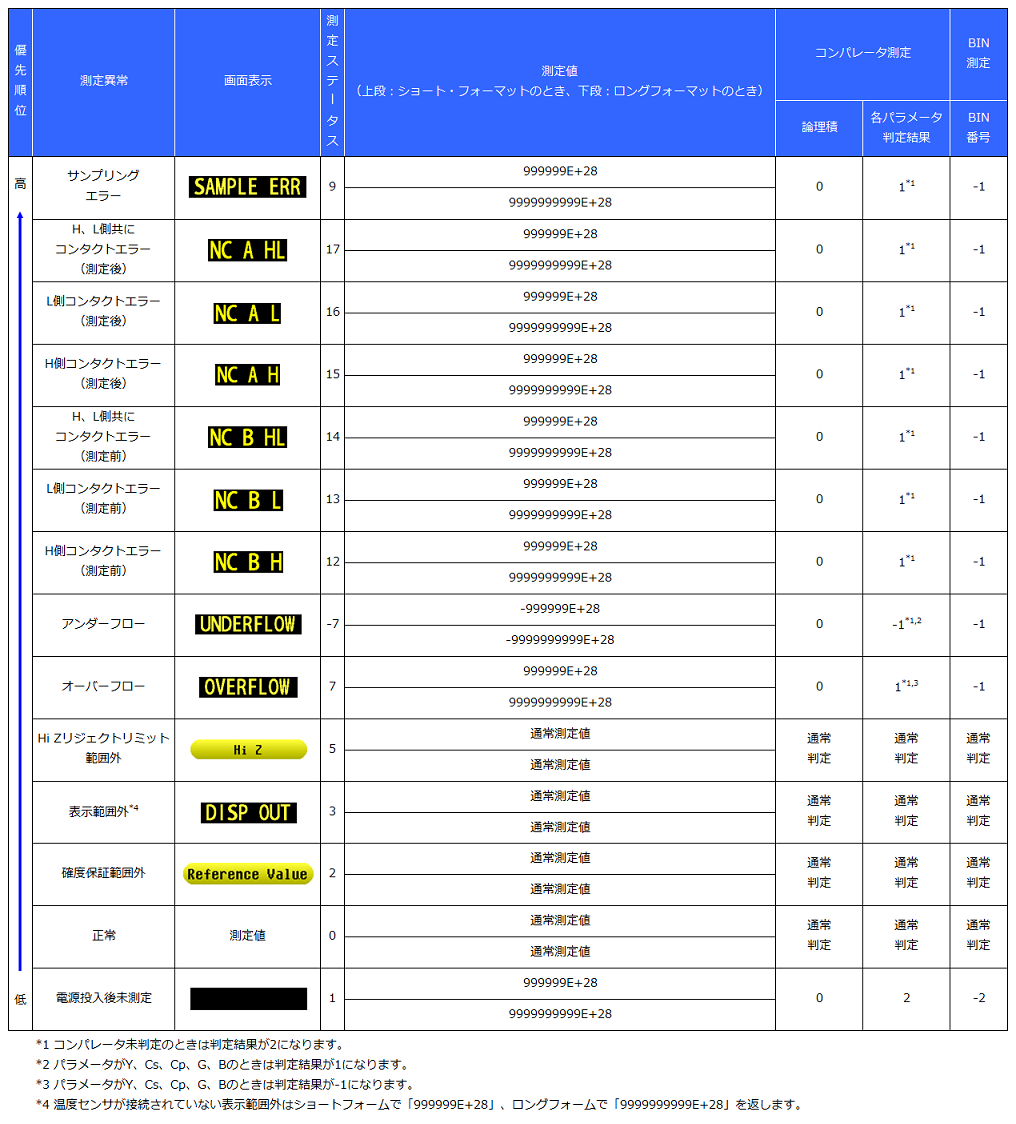 優先順位
測定異常
画面表示
測定ステータス
測定値
（上段：ショート・フォーマットのとき、下段：ロングフォーマットのとき）
コンパレータ測定
BIN
測定
論理積
各パラメータ
判定結果
BIN
番号
高
サンプリング
エラー
SAMPLE ERR
9
999999E+28
9999999999E+28
0
1*1
-1
H、L側共に
コンタクトエラー
（測定後）
NC A HL
17
999999E+28
9999999999E+28
0
1*1
-1
L側コンタクトエラー
（測定後）
NC A L
16
999999E+28
9999999999E+28
0
1*1
-1
H側コンタクトエラー
（測定後）
NC A H
15
999999E+28
9999999999E+28
0
1*1
-1
H、L側共に
コンタクトエラー
（測定前）
NC B HL
14
999999E+28
9999999999E+28
0
1*1
-1
L側コンタクトエラー
（測定前）
NC B L
13
999999E+28
9999999999E+28
0
1*1
-1
H側コンタクトエラー
（測定前）
NC B H
12
999999E+28
9999999999E+28
0
1*1
-1
アンダーフロー
UNDERFLOW
-7
-999999E+28
-9999999999E+28
0
-1*1,2
-1
オーバーフロー
OVERFLOW
7
999999E+28
9999999999E+28
0
1*1,3
-1
Hi Zリジェクトリミット
範囲外
Hi Z
5
通常測定値
通常測定値
通常
判定
通常
判定
通常
判定
表示範囲外*4
DISP OUT
3
通常測定値
通常測定値
通常
判定
通常
判定
通常
判定
確度保証範囲外
Reference Value
2
通常測定値
通常測定値
通常
判定
通常
判定
通常
判定
正常
測定値
0
通常測定値
通常測定値
通常
判定
通常
判定
通常
判定
低
電源投入後未測定
1
999999E+28
9999999999E+28
0
2
-2
*1 コンパレータ未判定のときは判定結果が2になります。
*2 パラメータがY、Cs、Cp、G、Bのときは判定結果が1になります。
*3 パラメータがY、Cs、Cp、G、Bのときは判定結果が-1になります。
*4 温度センサが接続されていない表示範囲外はショートフォームで「999999E+28」、ロングフォームで「9999999999E+28」を返します。